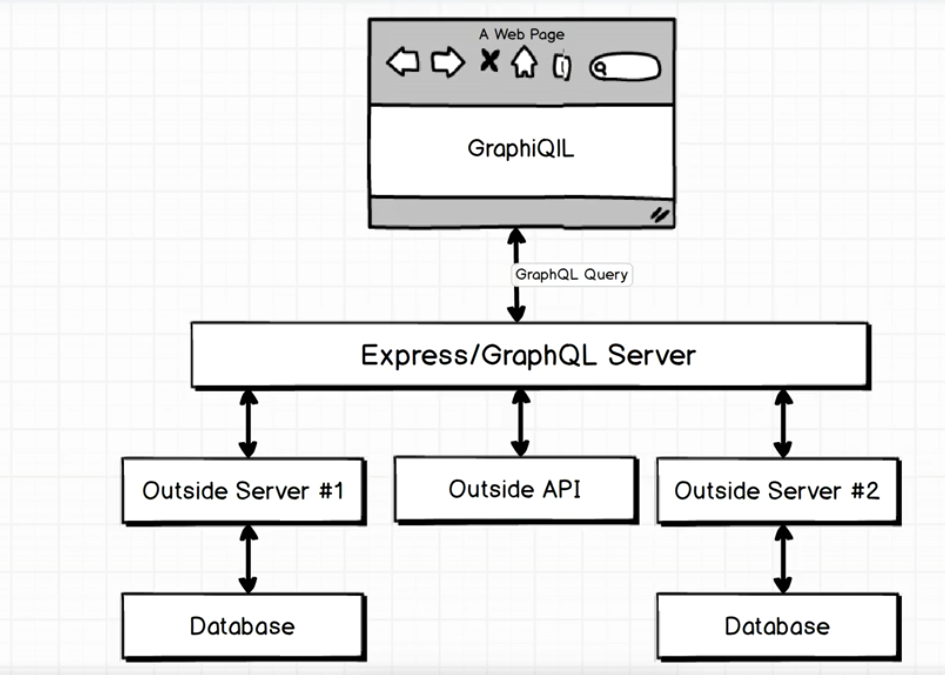 A Web Page
GraphiQIL
GraphQL Query
Express/GraphQL Server
Outside Server #1
Outside API
Outside Server #2
Database
Database